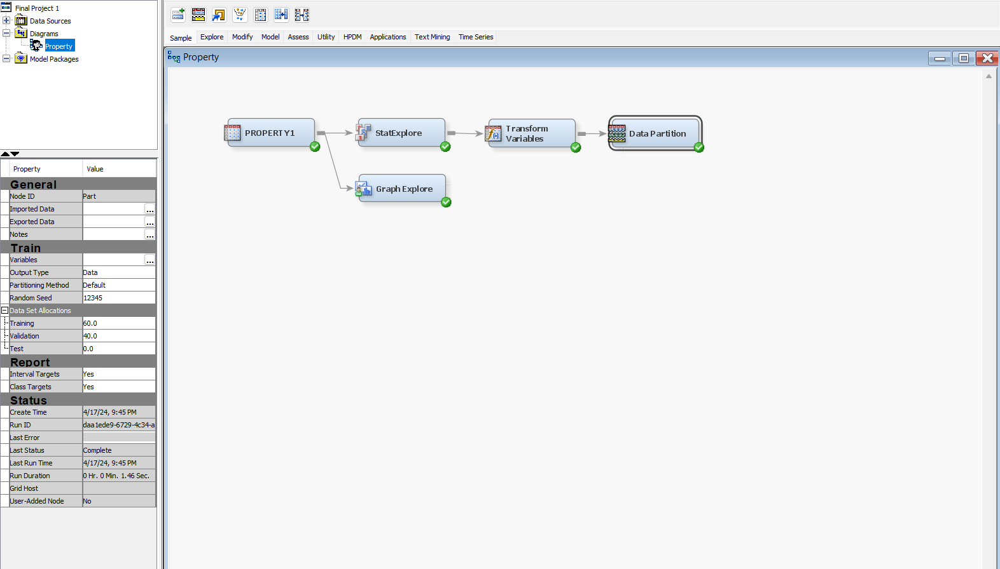 Final Project 1
Data Sources
Diagrams
Property
Model Packages
Property Value
General
Node ID Part
Imported Data ...
Exported Data ...
Notes ...
Train
Variables ...
Output Type Data
Partitioning Method Default
Random Seed 12345
Data Set Allocations
Training 60.0
Validation 40.0
Test 0.0
Report
Interval Targets Yes
Class Targets Yes
Status
Create Time 4/17/24, 9:45 PM
Run ID daa1ede9-6729-4c34-a
Last Error
Last Status Complete
Last Run Time 4/17/24, 9:45 PM
Run Duration 0 Hr. 0 Min. 1.46 Sec.
Grid Host
User-Added Node No
Sample Explore Modify Model Assess Utility HPDM Applications Text Mining Time Series
Property
PROPERTY1
StatExplore
Transform
Variables
Data Partition
Graph Explore